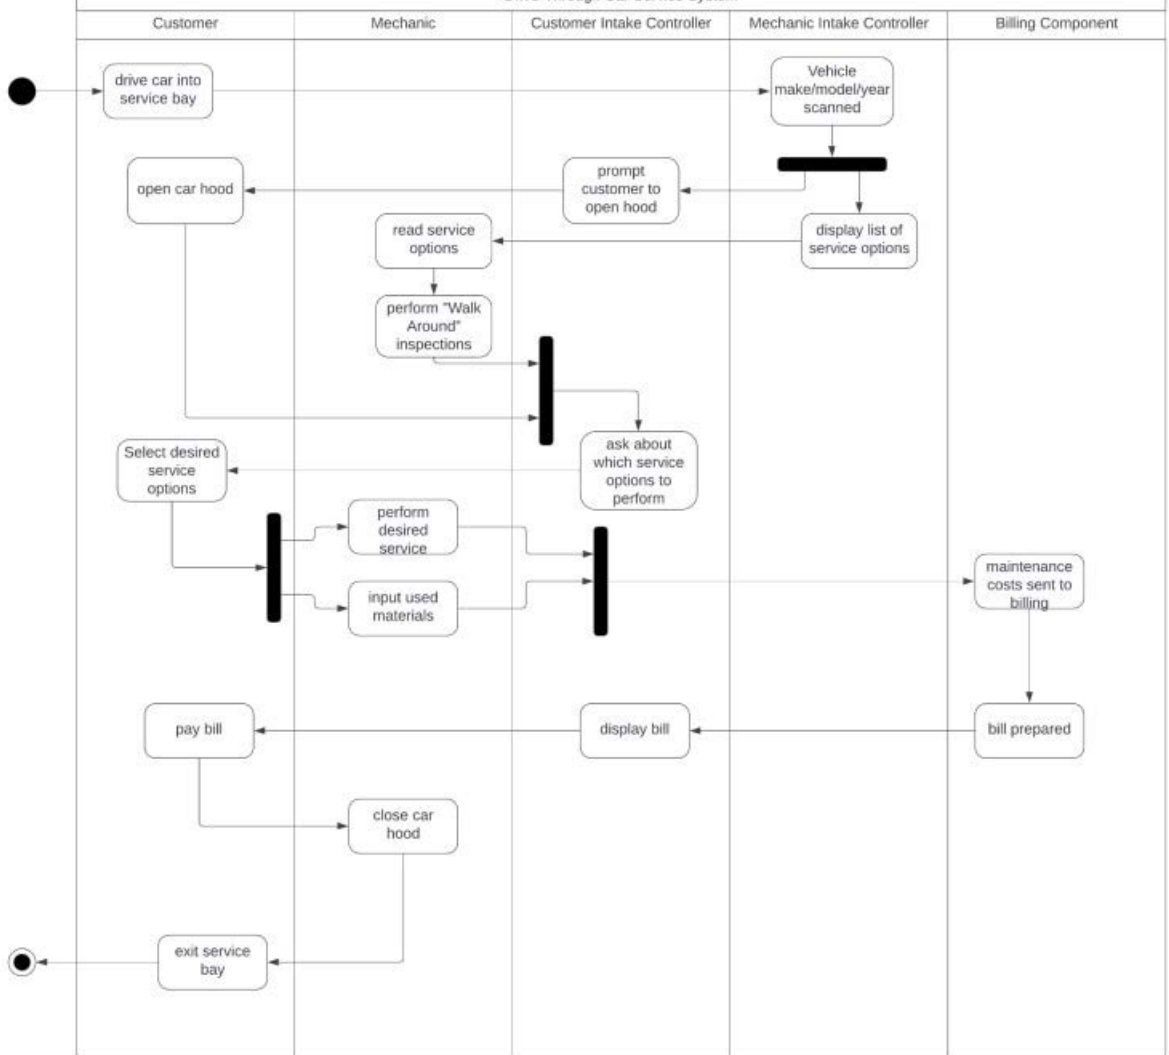 Customer
Mechanic
Customer Intake Controller
Mechanic Intake Controller
Billing Component
drive car into
service bay
Vehicle
make/model/year
scanned
open car hood
prompt
customer to
open hood
read service
options
display list of
service options
perform "Walk
Around"
inspections
ask about
which service
options to
perform
Select desired
service
options
perform
desired
service
input used
materials
maintenance
costs sent to
billing
pay bill
display bill
bill prepared
close car
hood
exit service
bay